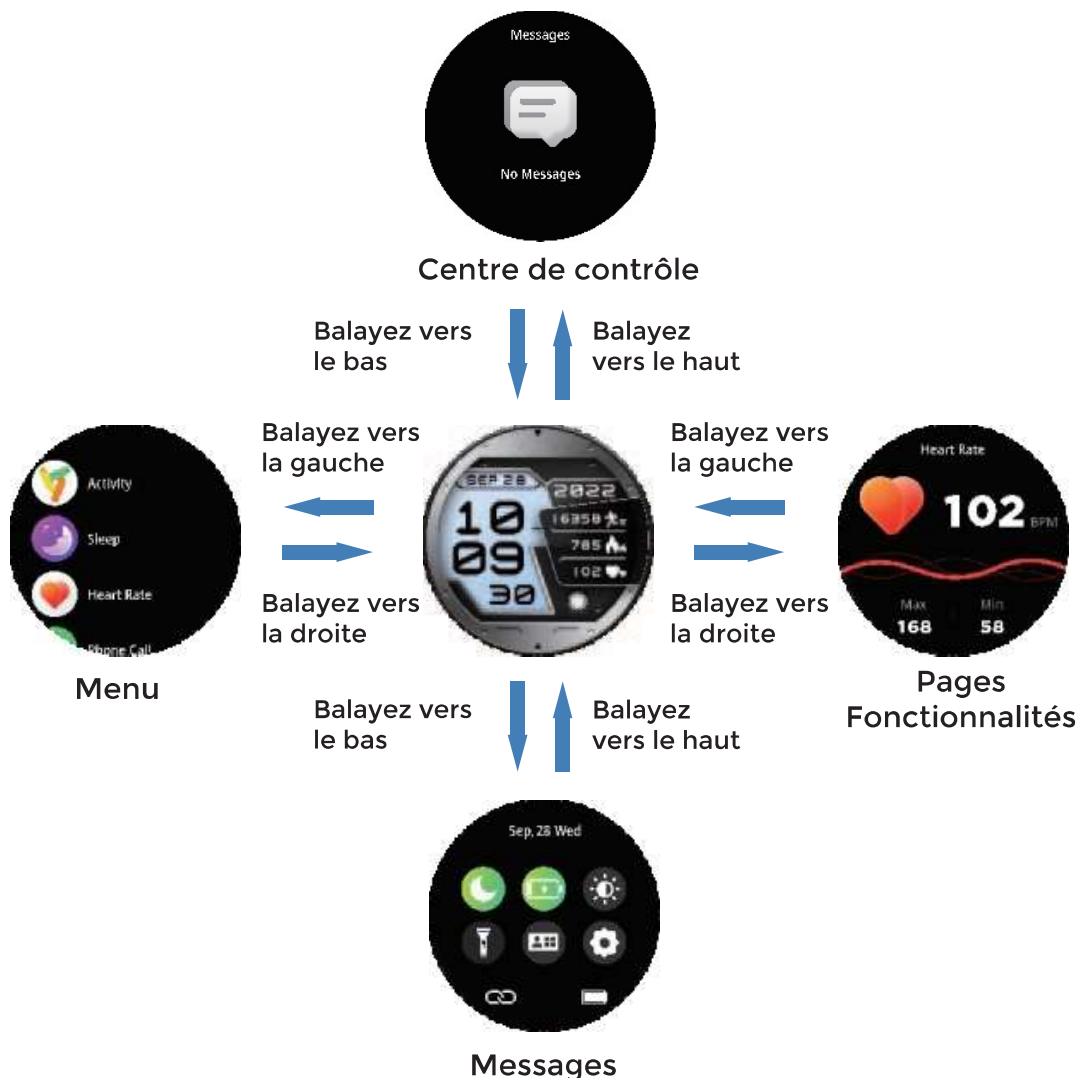 Messages
No Messages
Centre de contrôle
Balayez vers
le bas
Balayez
vers le haut
Balayez vers
la gauche
Balayez vers
la gauche
Activity
Sleep
Heart Rate
Phone Call
SEP 28
2022
10
09
30
16358
785
102
Heart Rate
102 BPM
Max
168
Min
58
Balayez vers
la droite
Balayez vers
la droite
Menu
Pages
Fonctionnalités
Balayez vers
le bas
Balayez
vers le haut
Sep, 28 Wed
Messages